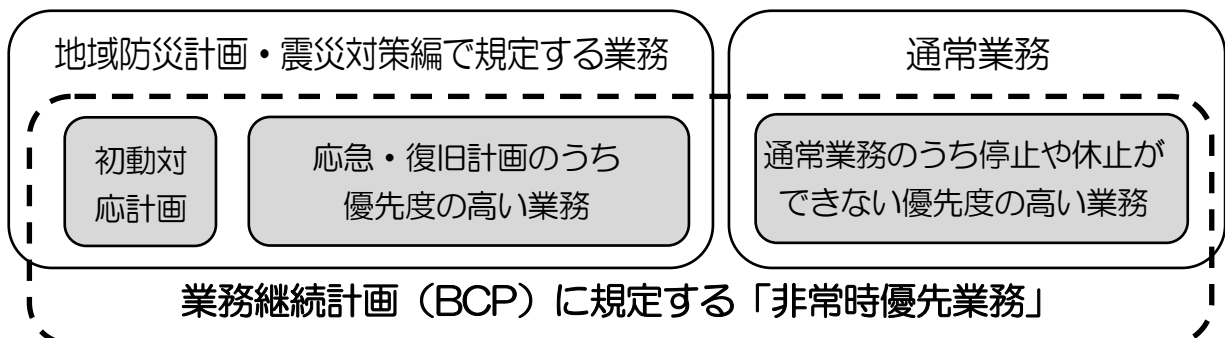 地域防災計画・震災対策編で規定する業務
通常業務
初動対
応計画
応急・復旧計画のうち
優先度の高い業務
通常業務のうち停止や休止が
できない優先度の高い業務
業務継続計画（BCP）に規定する「非常時優先業務」